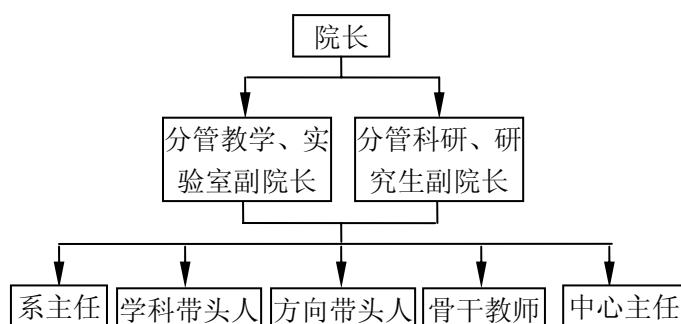 院长
分管教学、实
验室副院长
分管科研、研
究生副院长
系主任
学科带头人
方向带头人
骨干教师
中心主任